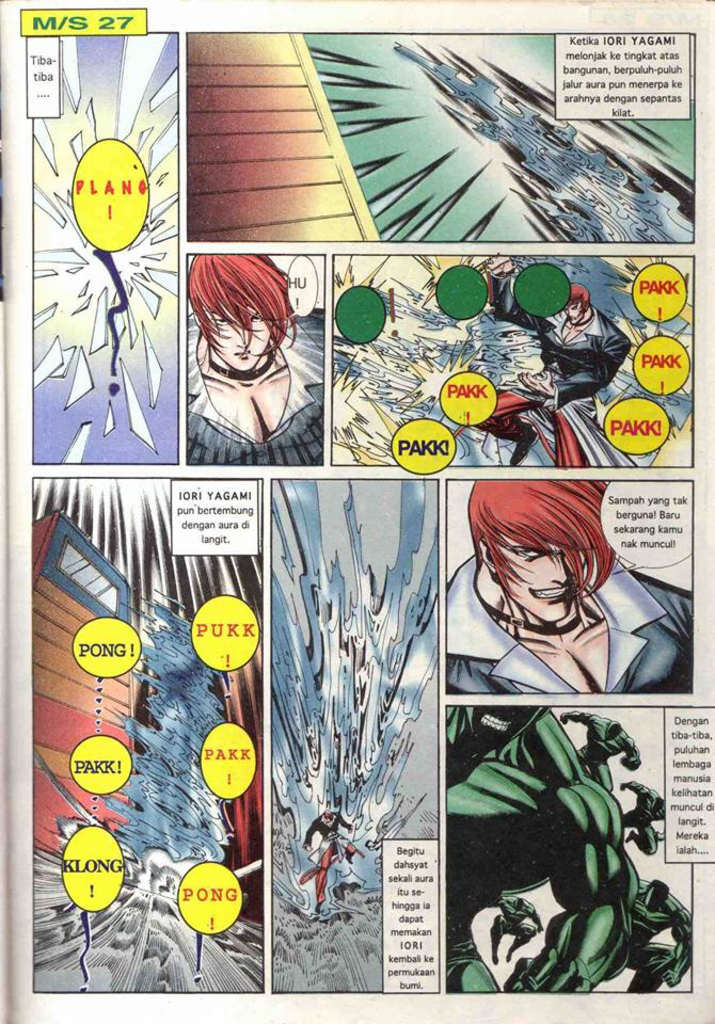 M/S 27
Tiba-
tiba
....
PLANG
!
Ketika IORI YAGAMI
melonjak ke tingkat atas
bangunan, berpuluh-puluh
jalur aura pun menerpa ke
arahnya dengan sepantas
kilat.
HU
!
!
PAKK
!
PAKK
!
PAKK
!
PAKK!
PAKK!
IORI YAGAMI
pun bertembung
dengan aura di
langit.
PUKK
!
PONG!
PAKK
!
PAKK!
KLONG
!
PONG
!
Begitu
dahsyat
sekali aura
itu se-
hingga ia
dapat
memakan
IORI
kembali ke
permukaan
bumi.
Sampah yang tak
berguna! Baru
sekarang kamu
nak muncul!
Dengan
tiba-tiba,
puluhan
lembaga
manusia
kelihatan
muncul di
langit.
Mereka
ialah....